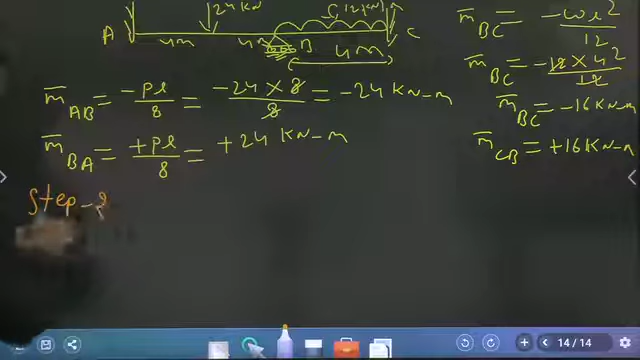 24 KN
(12 KN)
A
4m
4m
B
C
4m
m̅AB = -Pl/8 = -24 × 8/8 = -24 KN-m
m̅BA = +Pl/8 = +24 KN-m
m̅BC = -ωl²/12
m̅BC = -12 × 4²/12
m̅BC = -16 KN-m
m̅CB = +16 KN-m
Step-2
14 / 14